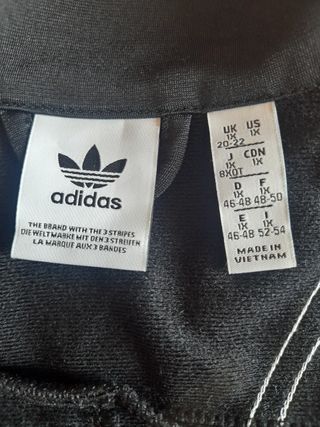 adidas
THE BRAND WITH THE 3 STRIPES
DIE WELTMARKE MIT DEN 3 STREIFEN
LA MARQUE AUX 3 BANDES
UK US
1X 1X
20-22
J CDN
1X 1X
8XOT
D F
1X 1X
46-48 48-50
E I
1X 1X
46-48 52-54
MADE IN
VIETNAM